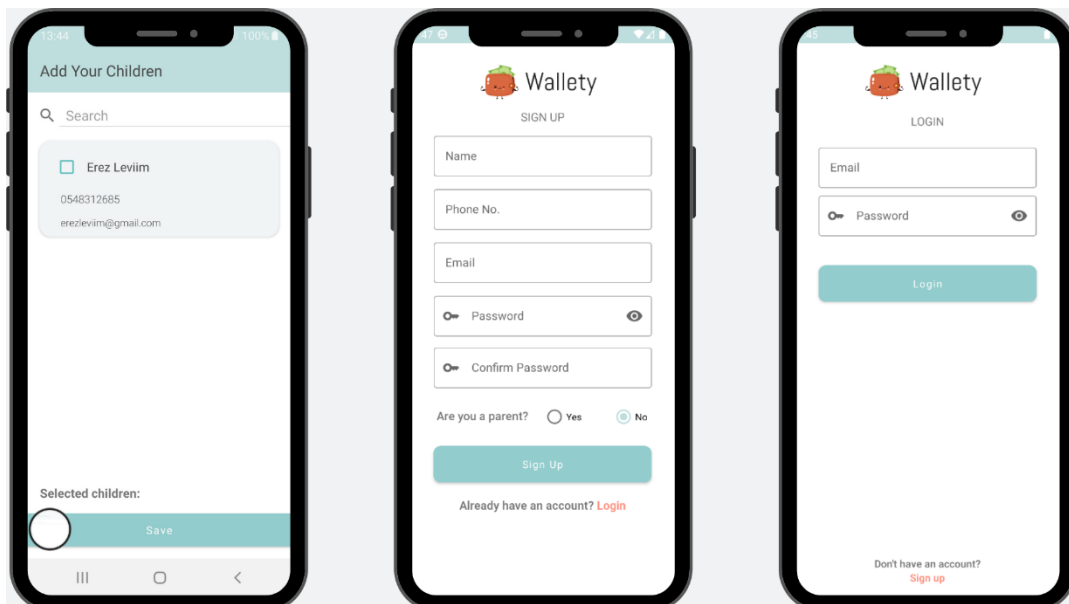 13:44
100%
Add Your Children
Search
Erez Leviim
0548312685
erezleviim@gmail.com
Selected children:
Save
47
Wallety
SIGN UP
Name
Phone No.
Email
Password
Confirm Password
Are you a parent? Yes No
Sign Up
Already have an account? Login
45
Wallety
LOGIN
Email
Password
Login
Don't have an account?
Sign up